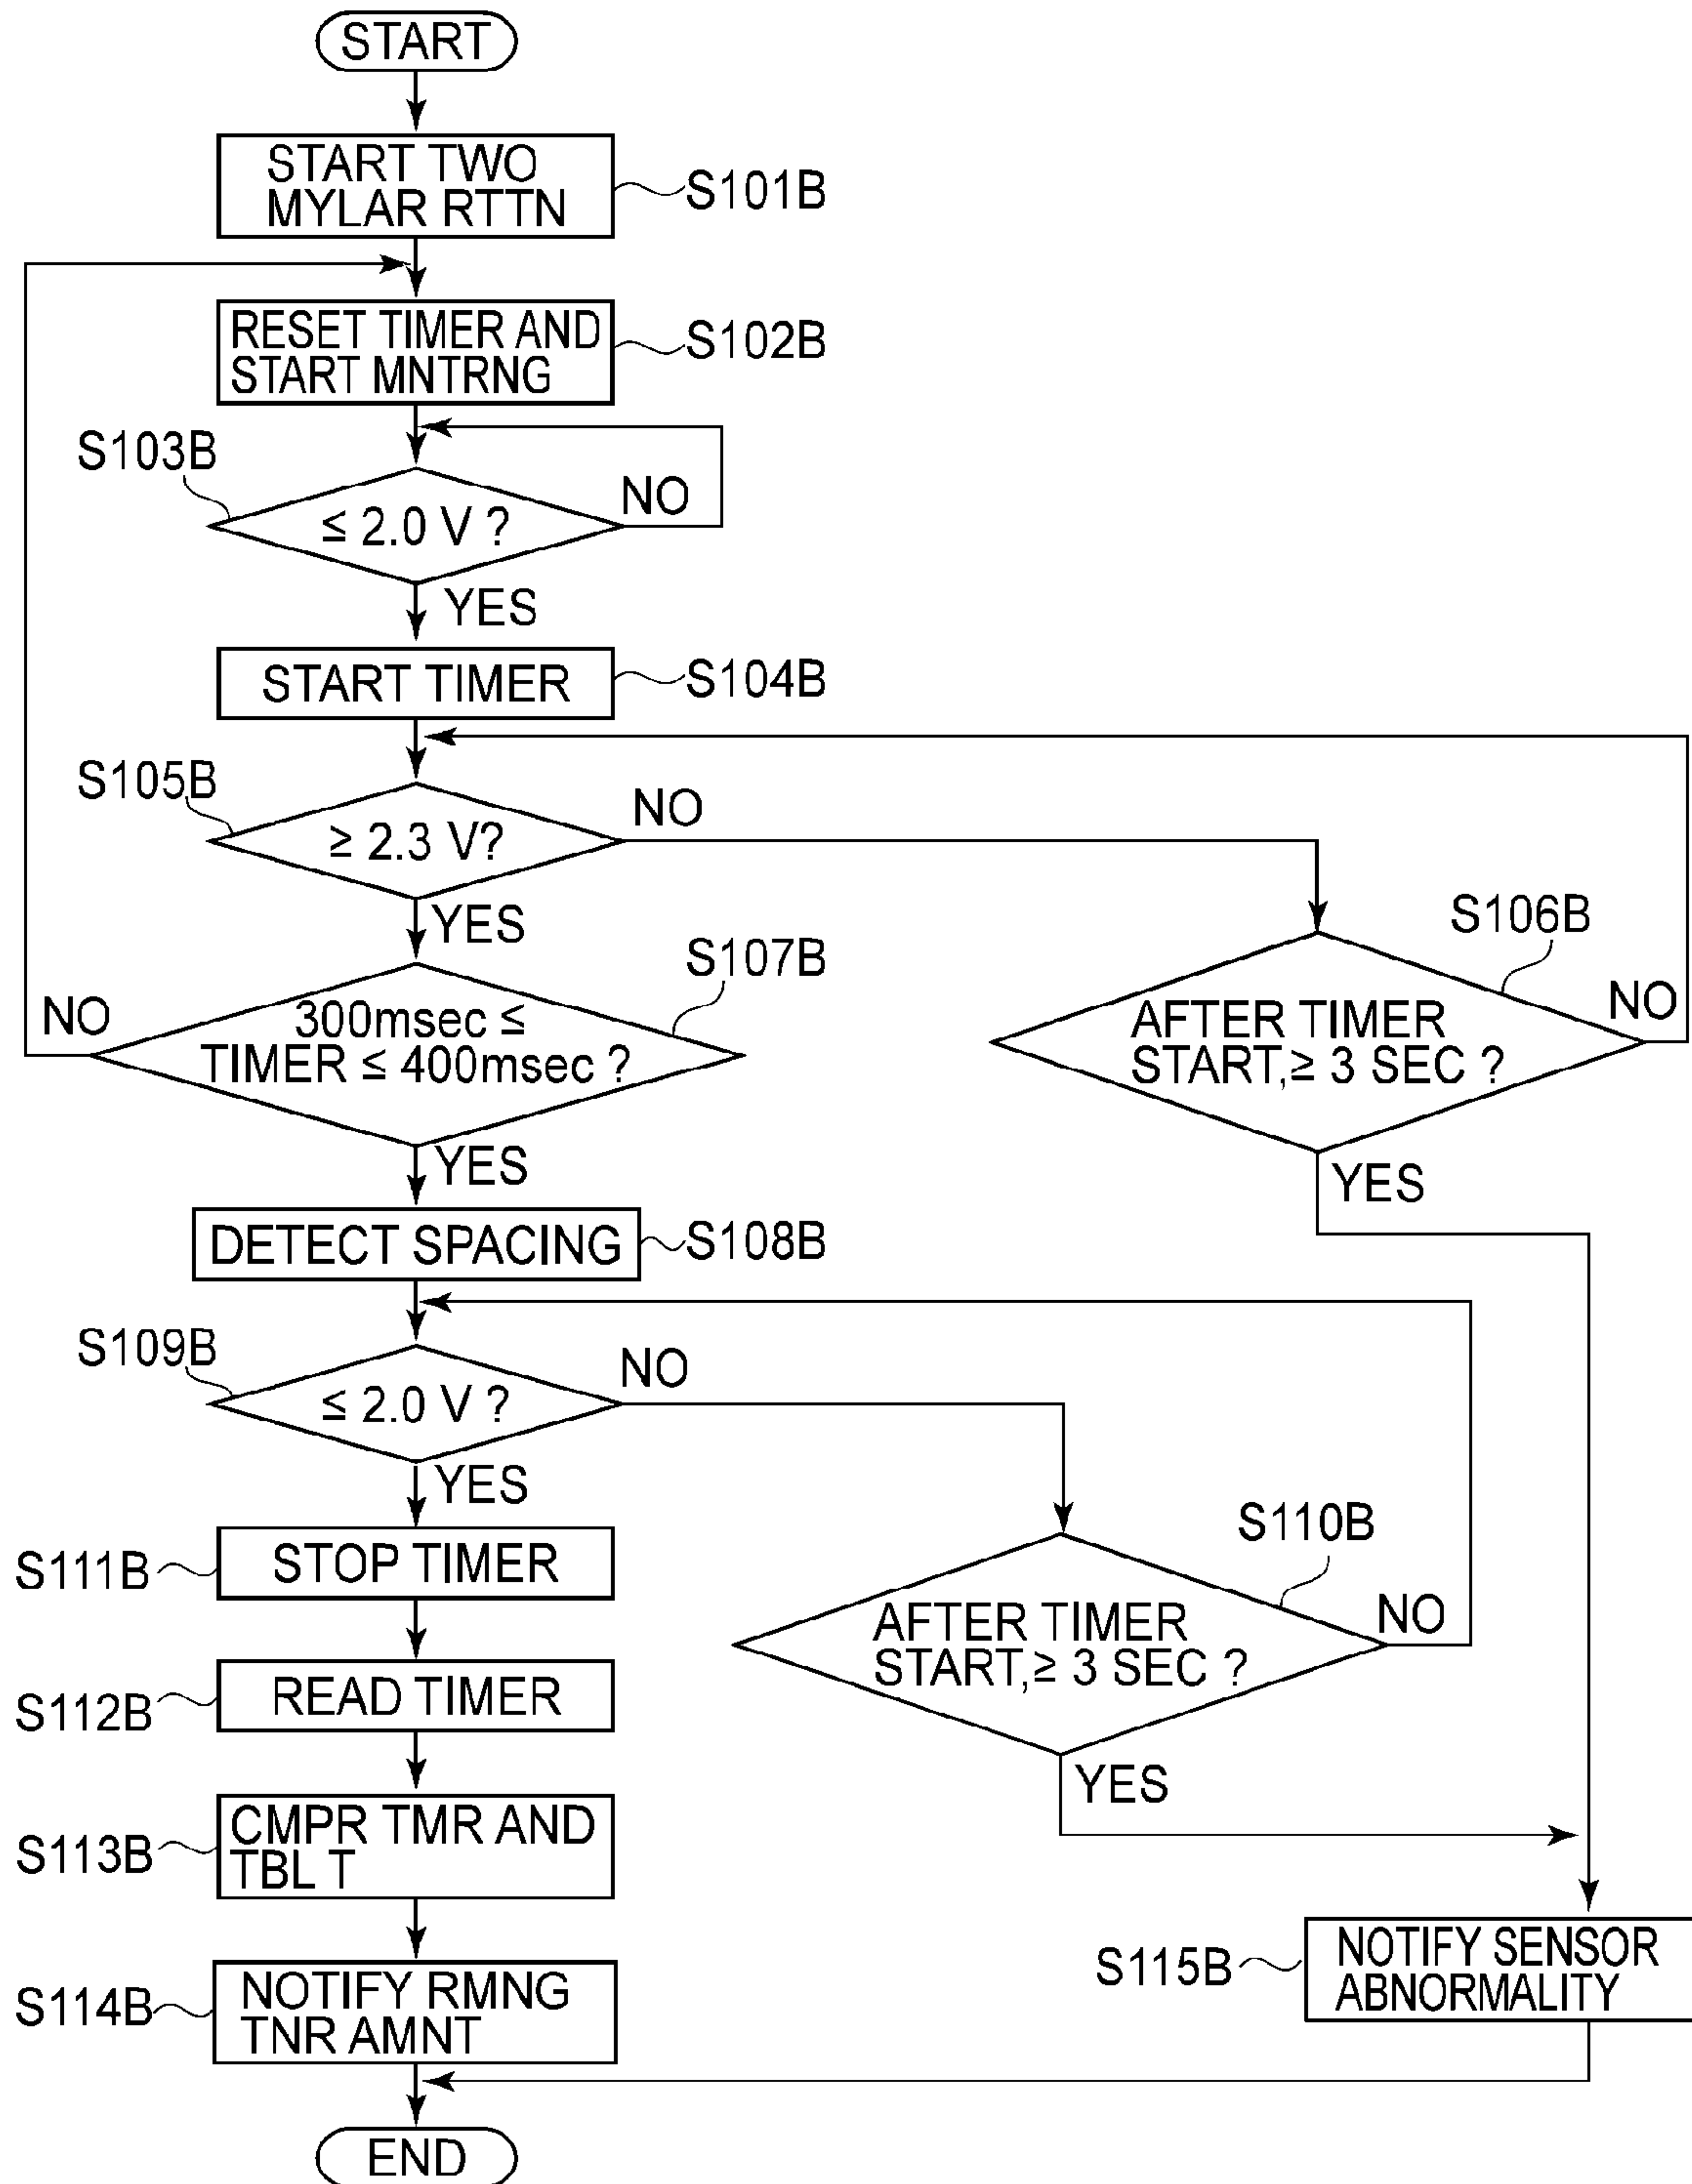 START
START TWO
MYLAR RTTN
S101B
RESET TIMER AND
START MNTRNG
S102B
S103B
≤ 2.0 V ?
NO
YES
START TIMER
S104B
S105B
≥ 2.3 V?
NO
YES
S106B
AFTER TIMER
START,≥ 3 SEC ?
NO
YES
S107B
300msec ≤
TIMER ≤ 400msec ?
NO
YES
DETECT SPACING
S108B
S109B
≤ 2.0 V ?
NO
YES
S110B
AFTER TIMER
START,≥ 3 SEC ?
NO
YES
S111B
STOP TIMER
S112B
READ TIMER
S113B
CMPR TMR AND
TBL T
S114B
NOTIFY RMNG
TNR AMNT
S115B
NOTIFY SENSOR
ABNORMALITY
END